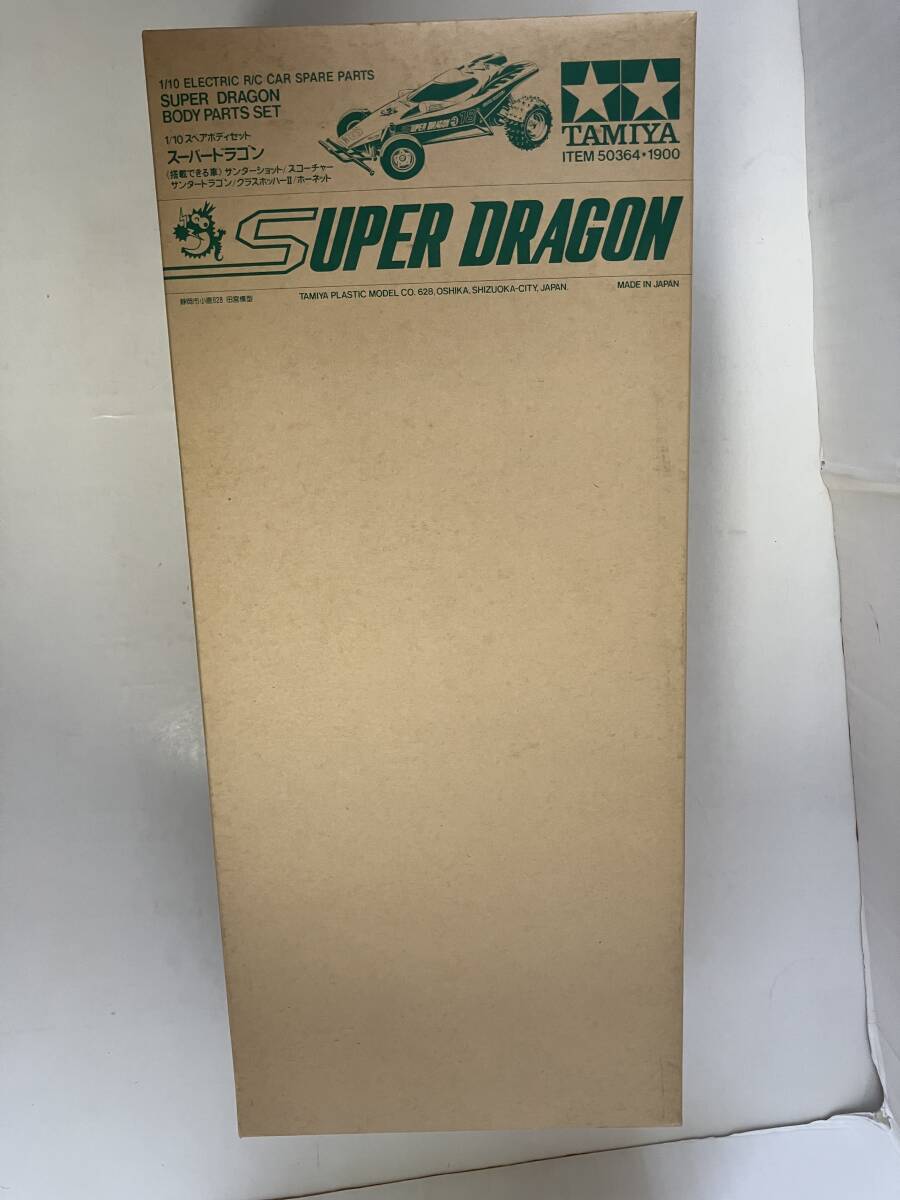 1/10 ELECTRIC R/C CAR SPARE PARTS
SUPER DRAGON
BODY PARTS SET
1/10 スペアボディセット
スーパードラゴン
〈搭載できる車〉サンダーショット/スコーチャー
サンダードラゴン/グラスホッパーII/ホーネット
SUPER DRAGON
15
TAMIYA
ITEM 50364•1900
SUPER DRAGON
静岡市小鹿628 田宮模型
TAMIYA PLASTIC MODEL CO. 628, OSHIKA, SHIZUOKA-CITY, JAPAN.
MADE IN JAPAN